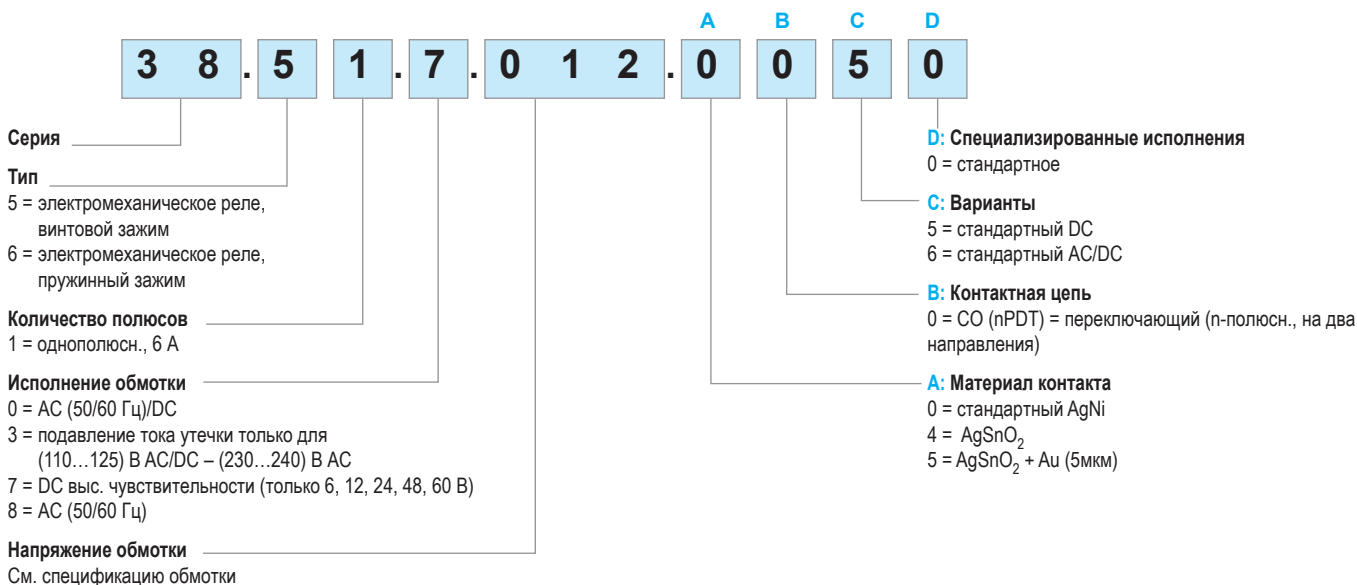 A B C D
3 8 . 5 1 . 7 . 0 1 2 . 0 0 5 0
Серия
Тип
5 = электромеханическое реле,
винтовой зажим
6 = электромеханическое реле,
пружинный зажим
Количество полюсов
1 = однополюсн., 6 A
Исполнение обмотки
0 = AC (50/60 Гц)/DC
3 = подавление тока утечки только для
(110…125) В AC/DC – (230…240) В AC
7 = DC выс. чувствительности (только 6, 12, 24, 48, 60 В)
8 = AC (50/60 Гц)
Напряжение обмотки
См. спецификацию обмотки
D: Специализированные исполнения
0 = стандартное
C: Варианты
5 = стандартный DC
6 = стандартный AC/DC
B: Контактная цепь
0 = CO (nPDT) = переключающий (n-полюсн., на два
направления)
A: Материал контакта
0 = стандартный AgNi
4 = AgSnO₂
5 = AgSnO₂ + Au (5мкм)